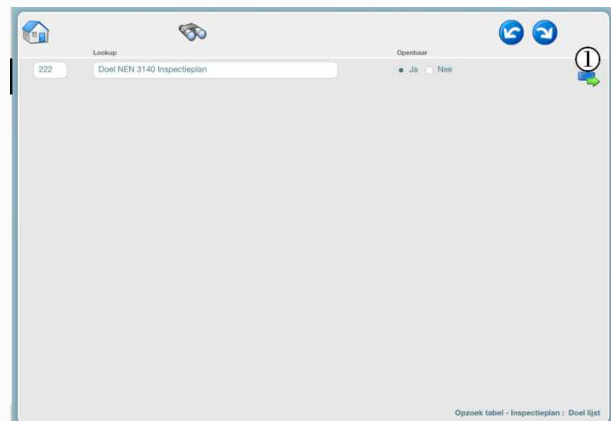 Lookup Openbaar
①
222 Doel NEN 3140 Inspectieplan Ja Nee
Opzoek tabel - Inspectieplan : Doel lijst